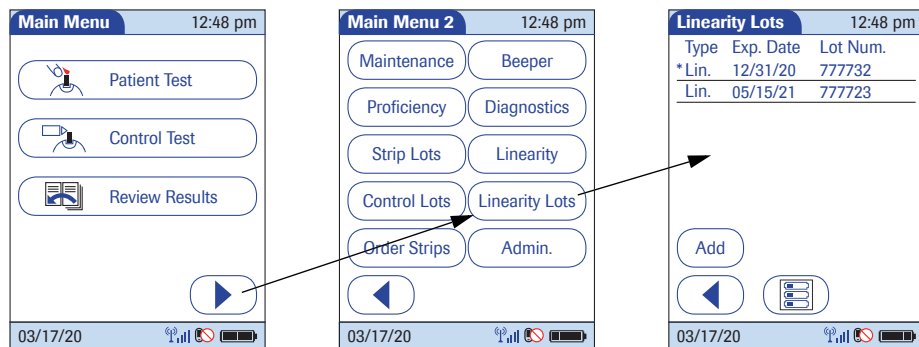 Main Menu 12:48 pm
Patient Test
Control Test
Review Results
03/17/20
Main Menu 2 12:48 pm
Maintenance Beeper
Proficiency Diagnostics
Strip Lots Linearity
Control Lots Linearity Lots
Order Strips Admin.
03/17/20
Linearity Lots 12:48 pm
Type Exp. Date Lot Num.
*Lin. 12/31/20 777732
Lin. 05/15/21 777723
Add
03/17/20